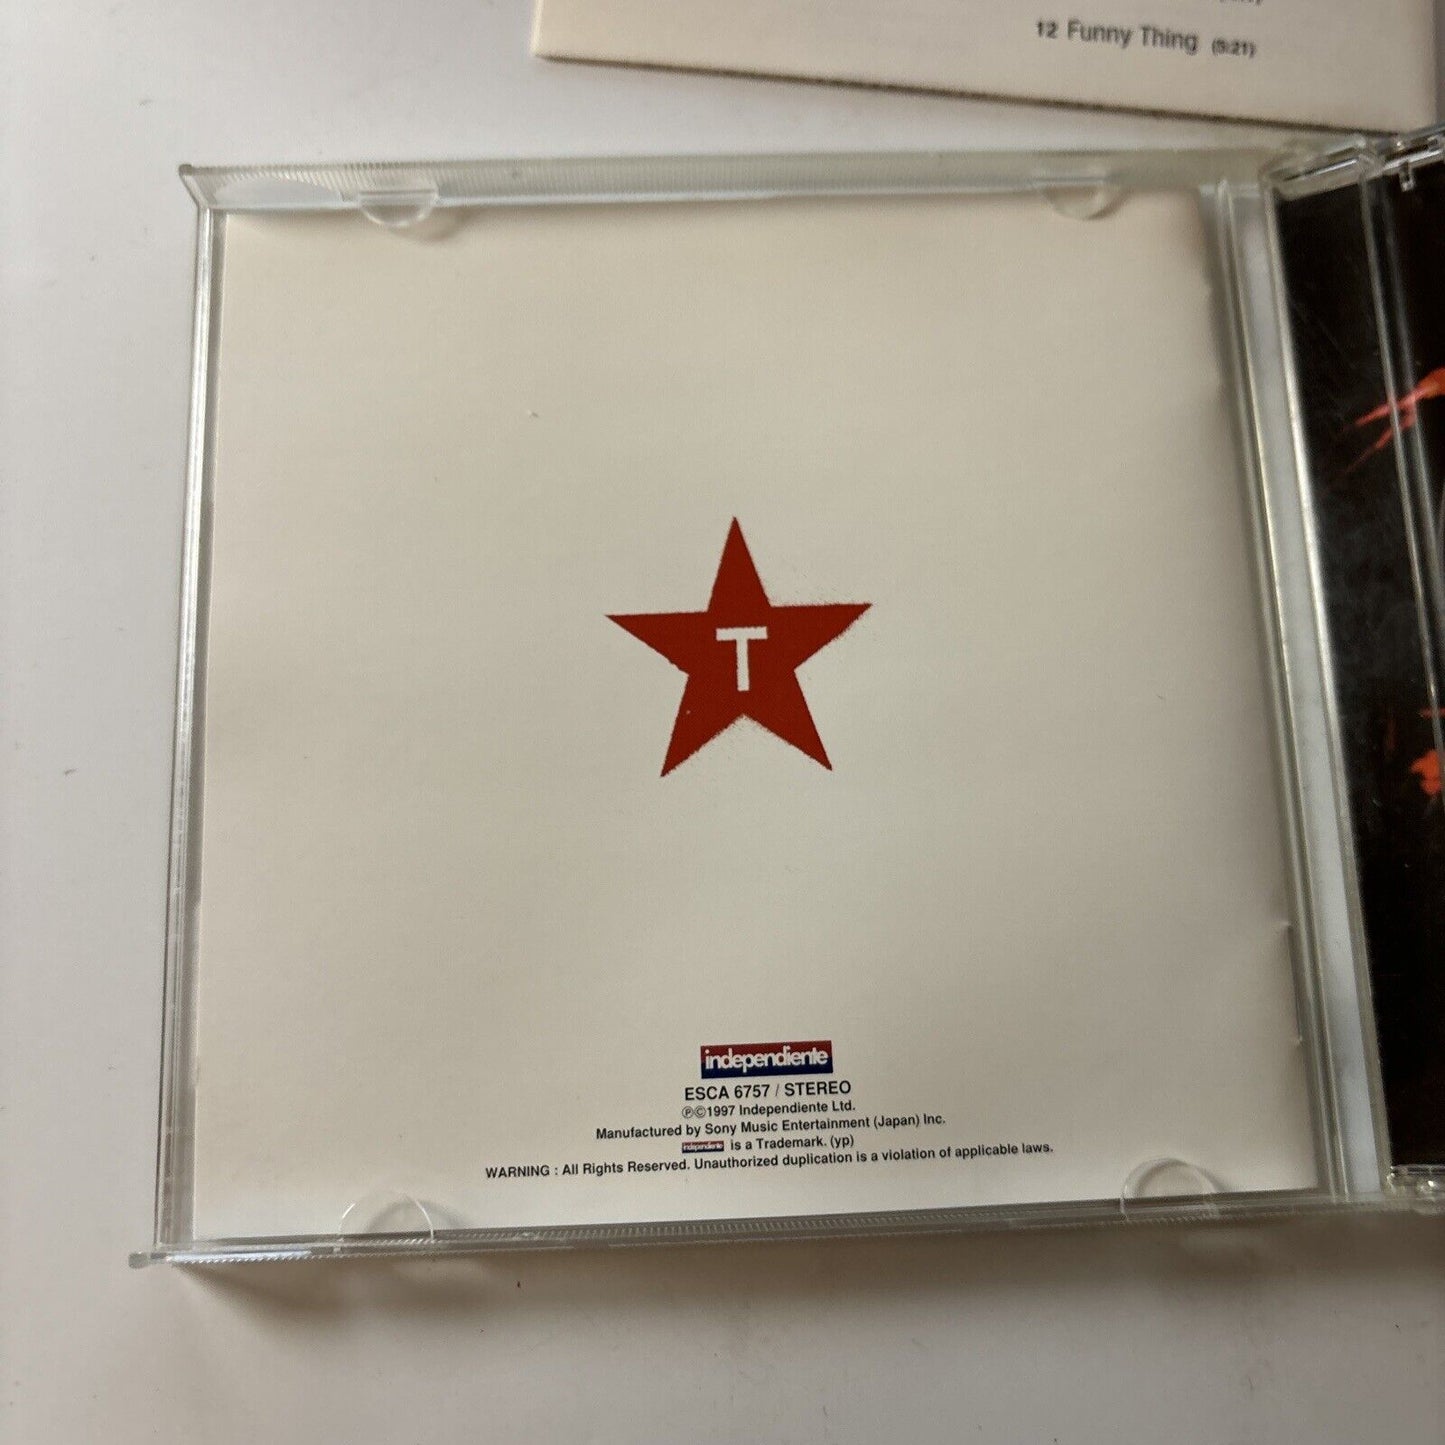 12 Funny Thing (5:21)
T
independiente
ESCA 6757 / STEREO
℗©1997 Independiente Ltd.
Manufactured by Sony Music Entertainment (Japan) Inc.
independiente is a Trademark. (yp)
WARNING : All Rights Reserved. Unauthorized duplication is a violation of applicable laws.